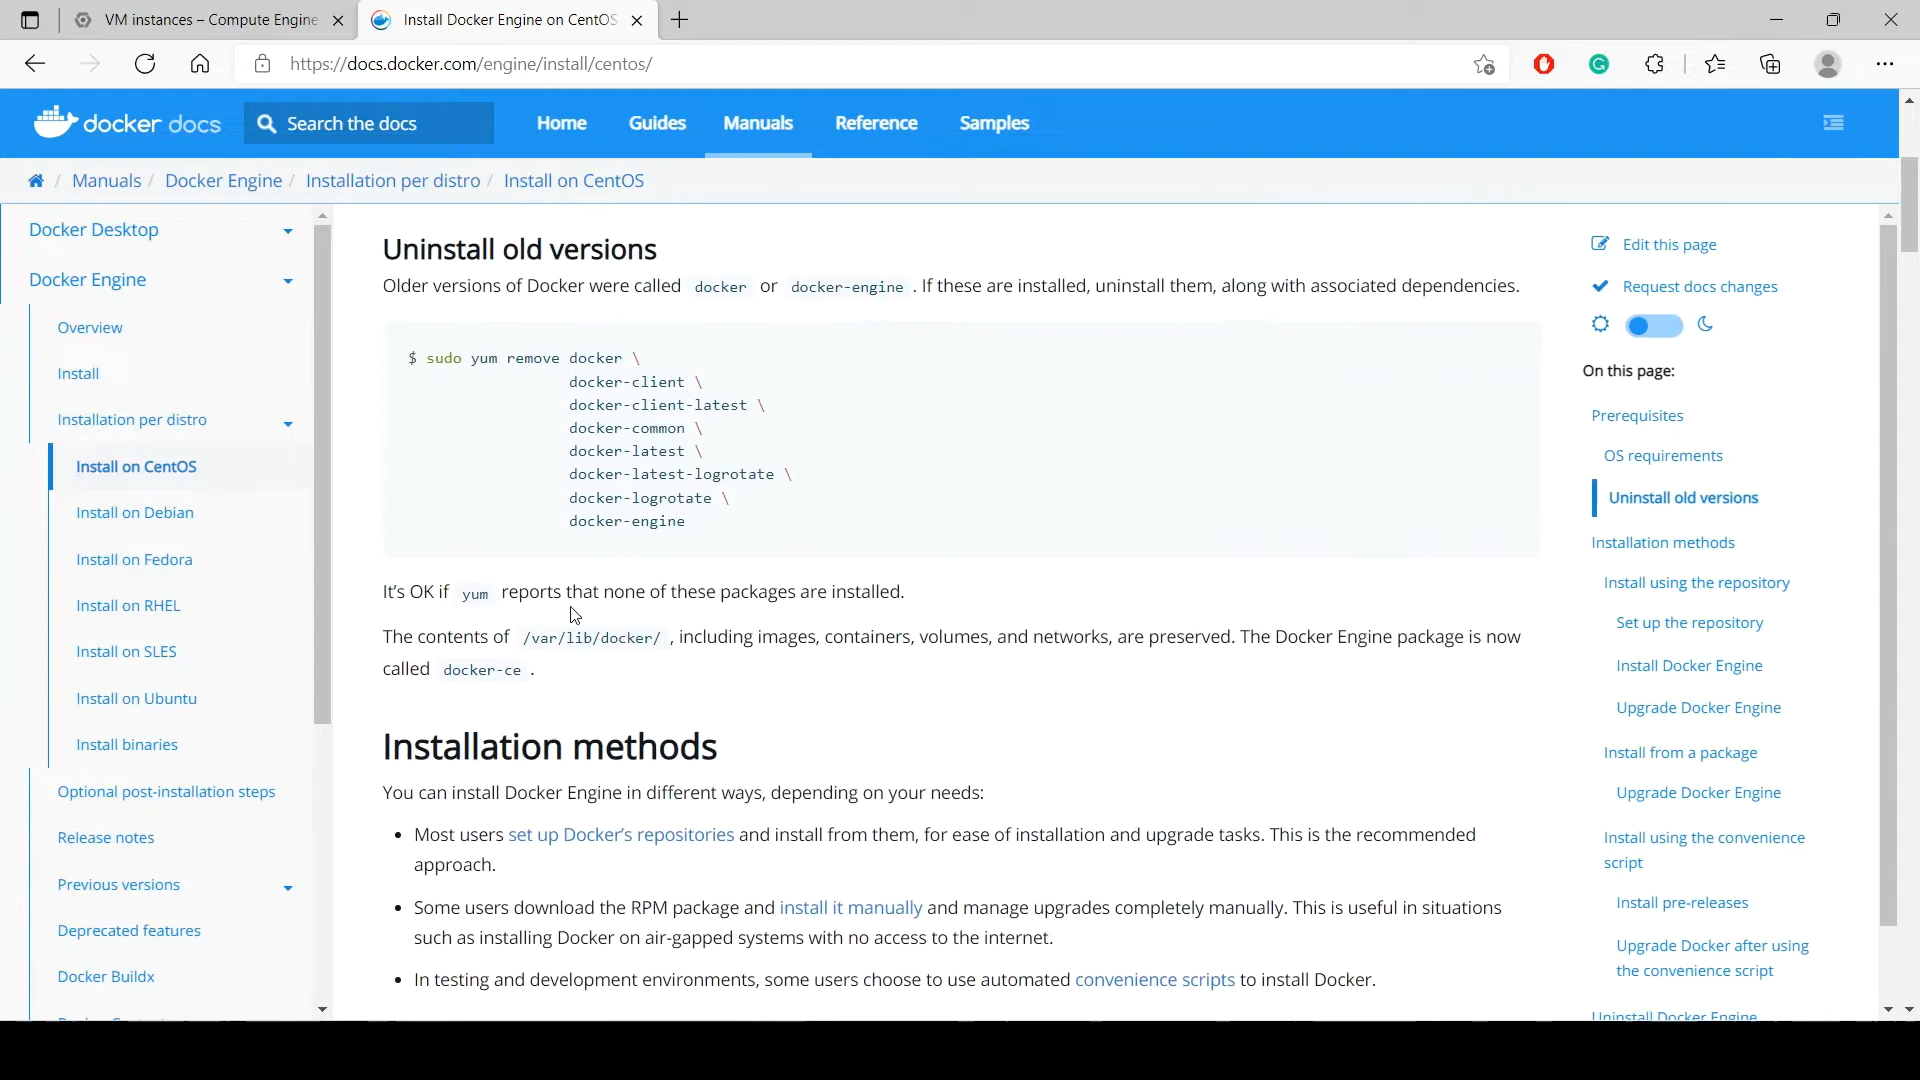 VM instances – Compute Engine
Install Docker Engine on CentOS
https://docs.docker.com/engine/install/centos/
docker docs
Search the docs
Home
Guides
Manuals
Reference
Samples
/ Manuals / Docker Engine / Installation per distro / Install on CentOS
Docker Desktop
Docker Engine
Overview
Install
Installation per distro
Install on CentOS
Install on Debian
Install on Fedora
Install on RHEL
Install on SLES
Install on Ubuntu
Install binaries
Optional post-installation steps
Release notes
Previous versions
Deprecated features
Docker Buildx
Uninstall old versions
Older versions of Docker were called docker or docker-engine . If these are installed, uninstall them, along with associated dependencies.
$ sudo yum remove docker \
docker-client \
docker-client-latest \
docker-common \
docker-latest \
docker-latest-logrotate \
docker-logrotate \
docker-engine
It's OK if yum reports that none of these packages are installed.
The contents of /var/lib/docker/ , including images, containers, volumes, and networks, are preserved. The Docker Engine package is now
called docker-ce .
Installation methods
You can install Docker Engine in different ways, depending on your needs:
• Most users set up Docker's repositories and install from them, for ease of installation and upgrade tasks. This is the recommended
approach.
• Some users download the RPM package and install it manually and manage upgrades completely manually. This is useful in situations
such as installing Docker on air-gapped systems with no access to the internet.
• In testing and development environments, some users choose to use automated convenience scripts to install Docker.
Edit this page
Request docs changes
On this page:
Prerequisites
OS requirements
Uninstall old versions
Installation methods
Install using the repository
Set up the repository
Install Docker Engine
Upgrade Docker Engine
Install from a package
Upgrade Docker Engine
Install using the convenience
script
Install pre-releases
Upgrade Docker after using
the convenience script
Uninstall Docker Engine